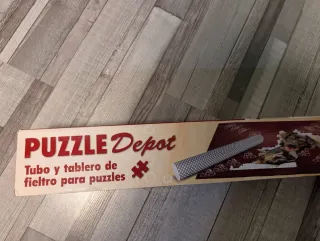 PUZZLE Depot
Tubo y tablero de
fieltro para puzzles